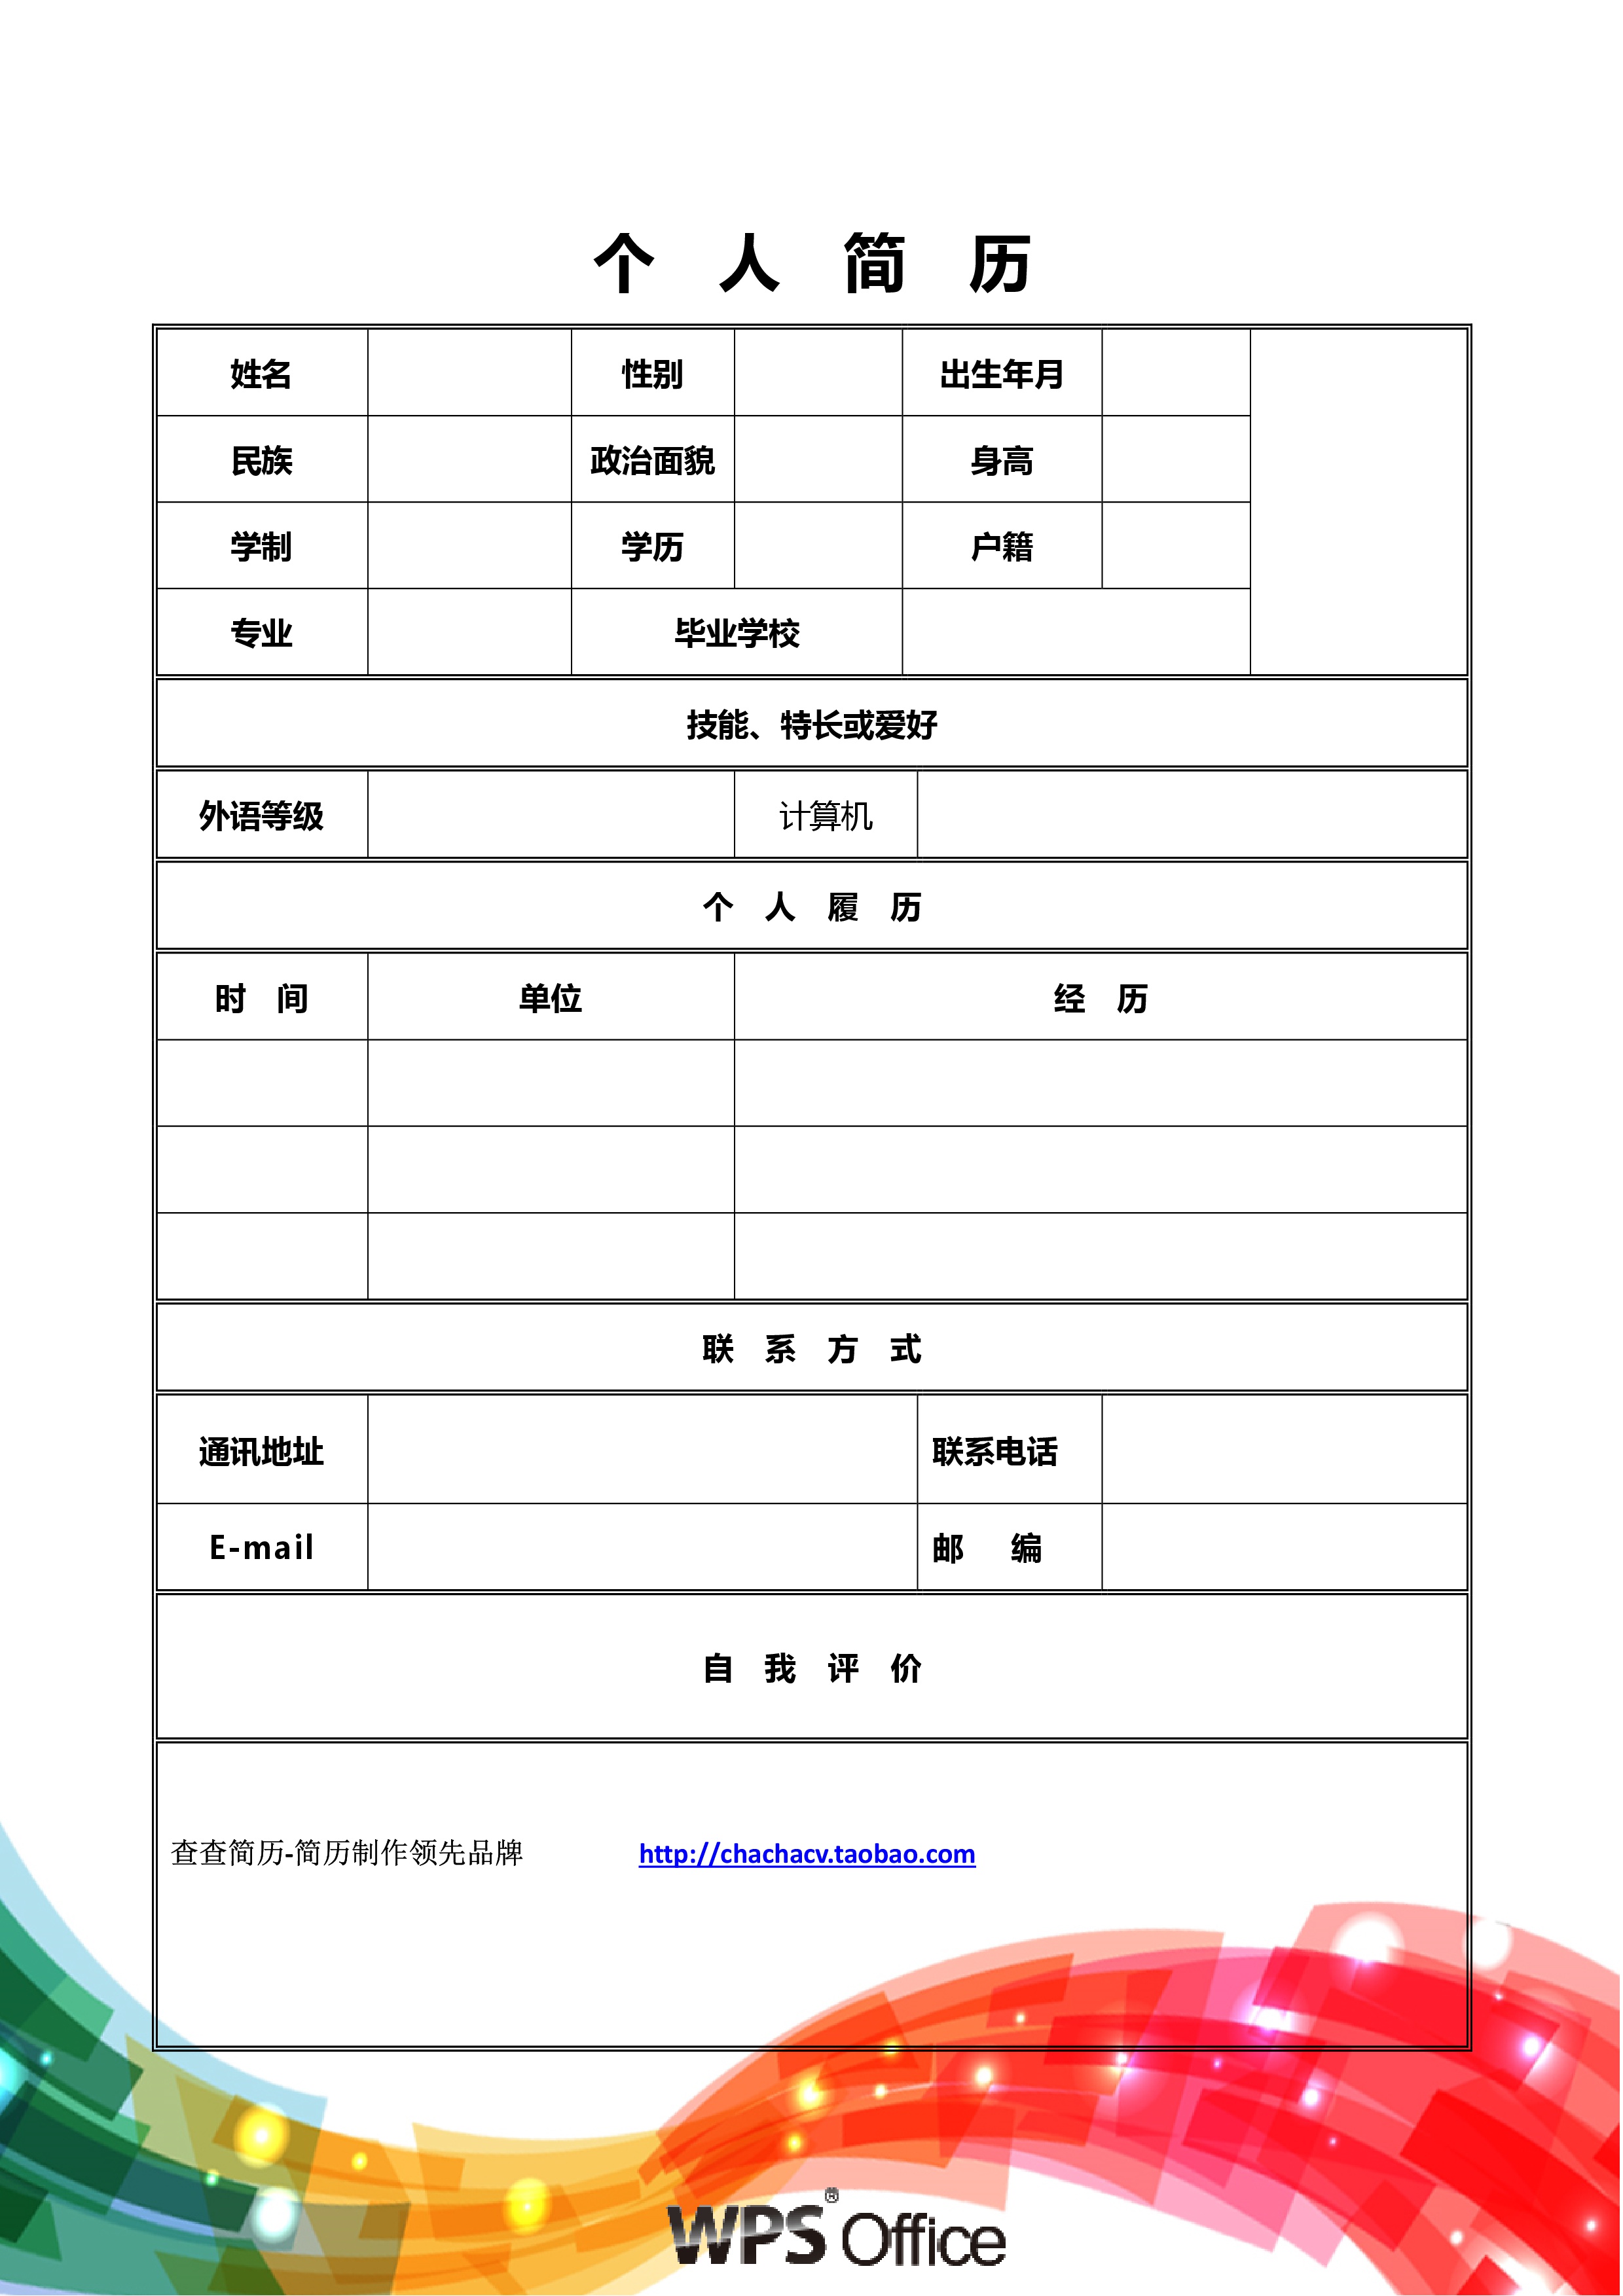 个 人 简 历
姓名 性别 出生年月
民族 政治面貌 身高
学制 学历 户籍
专业 毕业学校
技能、特长或爱好
外语等级 计算机
个 人 履 历
时 间 单位 经 历
联 系 方 式
通讯地址 联系电话
E-mail 邮 编
自 我 评 价
查查简历-简历制作领先品牌 http://chachacv.taobao.com
WPS® Office